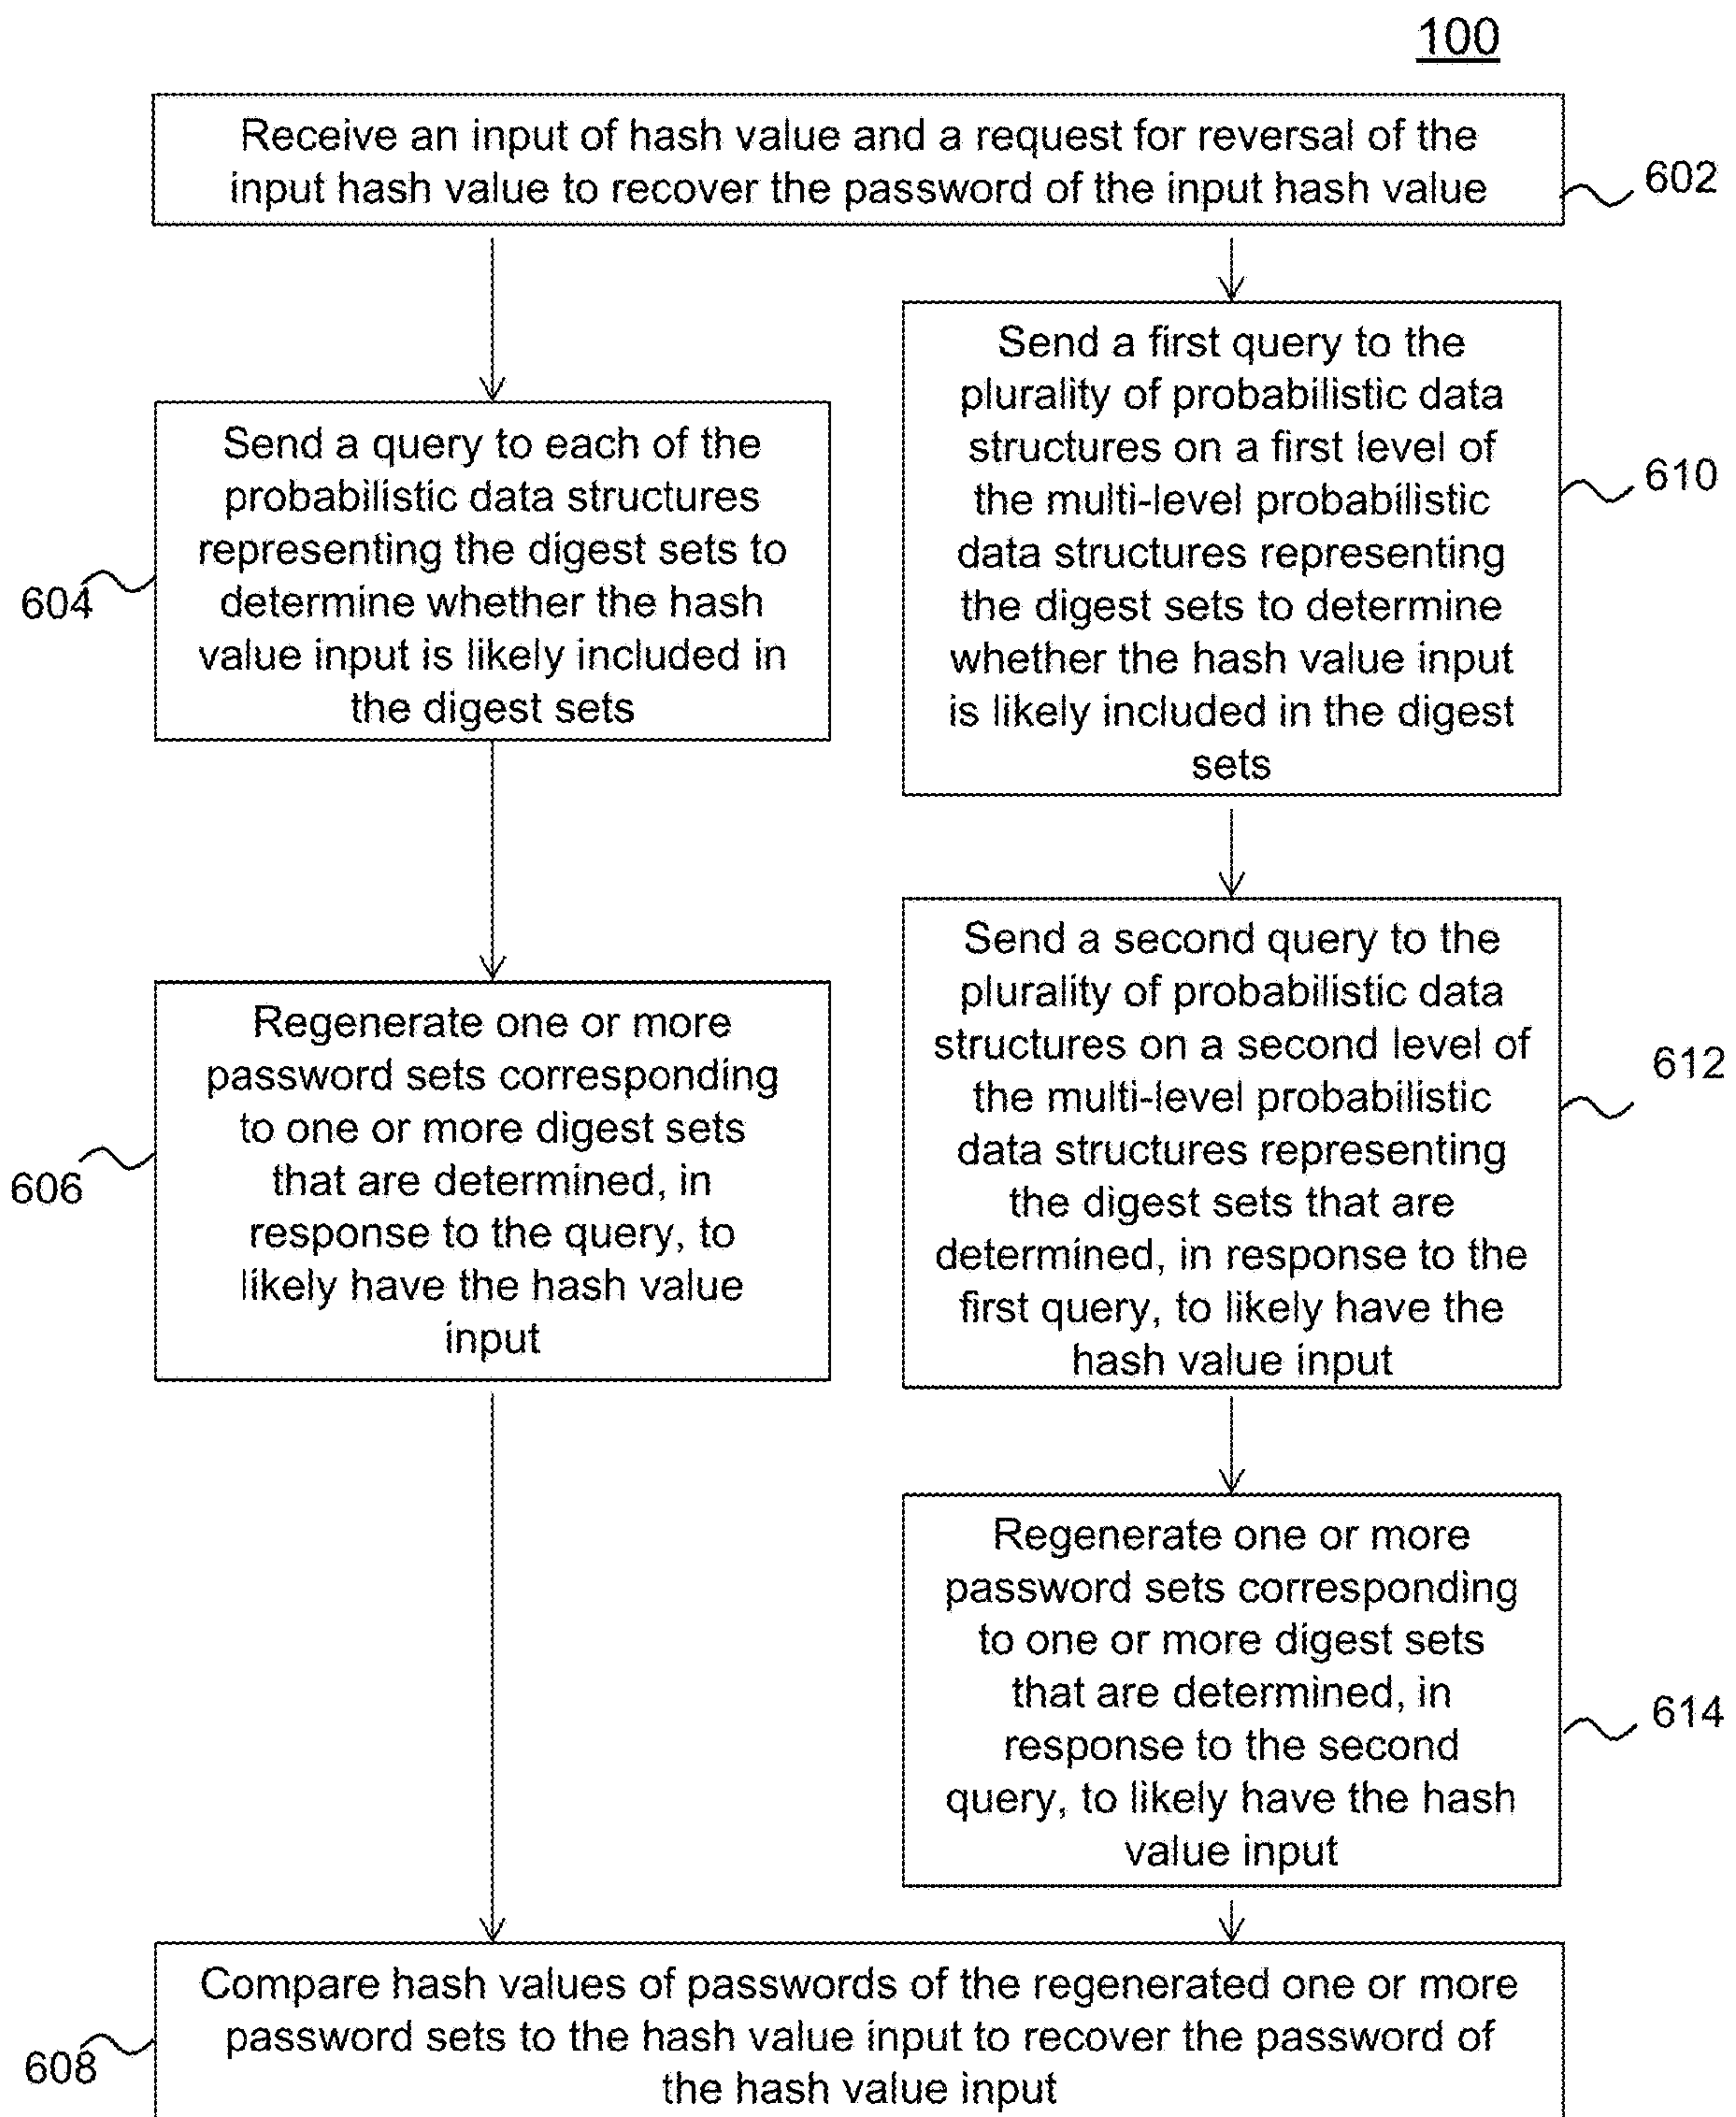 100
Receive an input of hash value and a request for reversal of the
input hash value to recover the password of the input hash value
602
Send a query to each of the
probabilistic data structures
representing the digest sets to
determine whether the hash
value input is likely included in
the digest sets
604
Send a first query to the
plurality of probabilistic data
structures on a first level of
the multi-level probabilistic
data structures representing
the digest sets to determine
whether the hash value input
is likely included in the digest
sets
610
Regenerate one or more
password sets corresponding
to one or more digest sets
that are determined, in
response to the query, to
likely have the hash value
input
606
Send a second query to the
plurality of probabilistic data
structures on a second level of
the multi-level probabilistic
data structures representing
the digest sets that are
determined, in response to the
first query, to likely have the
hash value input
612
Regenerate one or more
password sets corresponding
to one or more digest sets
that are determined, in
response to the second
query, to likely have the hash
value input
614
Compare hash values of passwords of the regenerated one or more
password sets to the hash value input to recover the password of
the hash value input
608